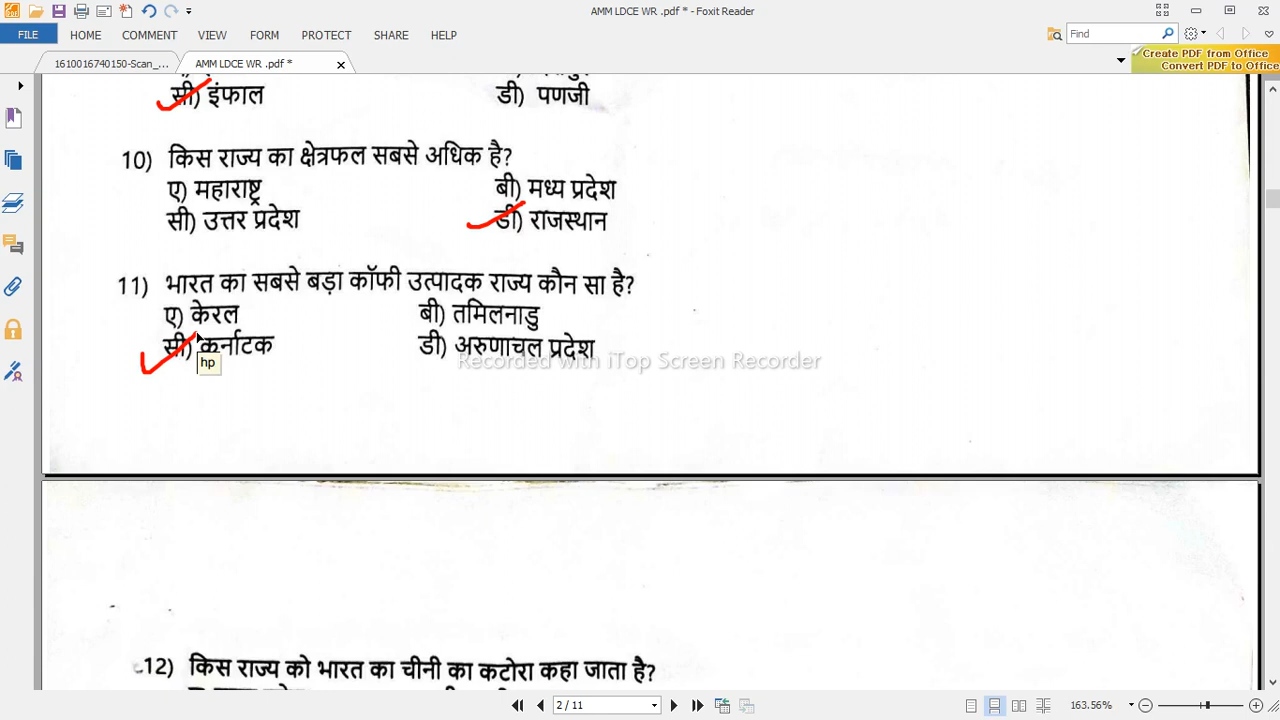 AMM LDCE WR .pdf * - Foxit Reader
FILE HOME COMMENT VIEW FORM PROTECT SHARE HELP
Find
1610016740150-Scan_... AMM LDCE WR .pdf *
Create PDF from Office
Convert PDF to Office
सी) इंफाल डी) पणजी
10) किस राज्य का क्षेत्रफल सबसे अधिक है?
ए) महाराष्ट्र बी) मध्य प्रदेश
सी) उत्तर प्रदेश डी) राजस्थान
11) भारत का सबसे बड़ा कॉफी उत्पादक राज्य कौन सा है?
ए) केरल बी) तमिलनाडु
सी) कर्नाटक डी) अरुणाचल प्रदेश
hp
Recorded with iTop Screen Recorder
12) किस राज्य को भारत का चीनी का कटोरा कहा जाता है?
2 / 11
163.56%